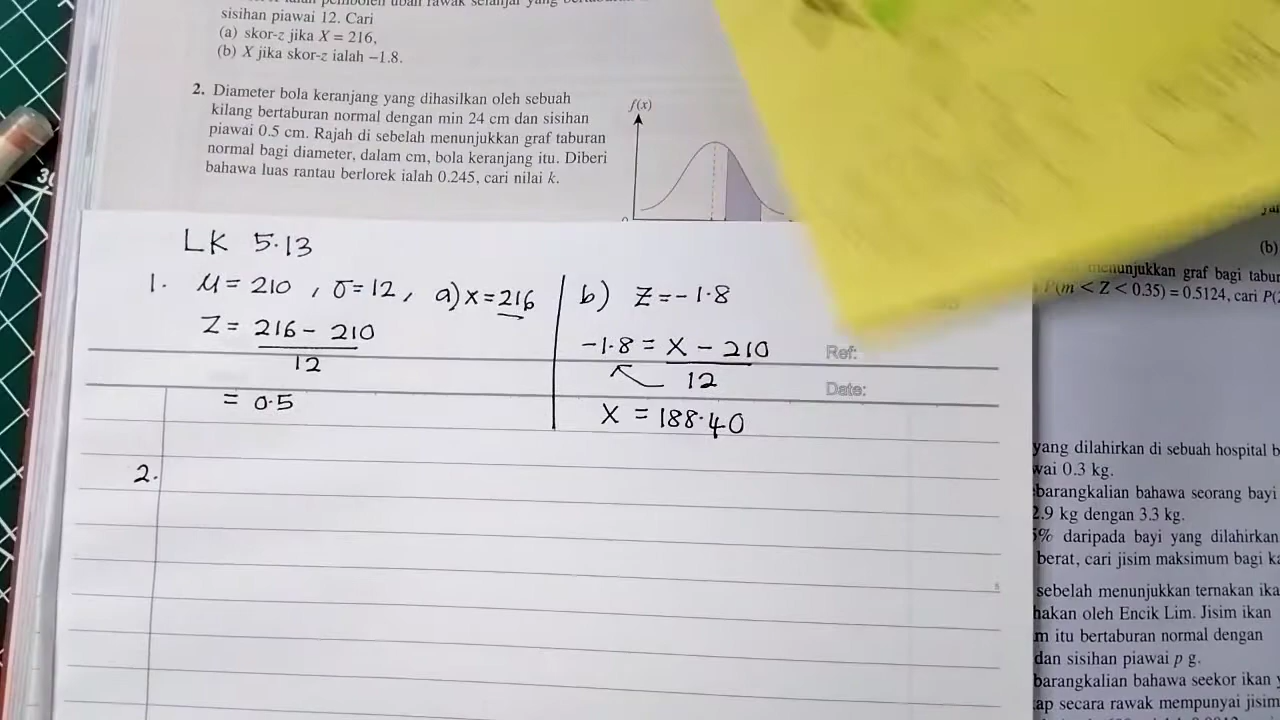 sisihan piawai 12. Cari
(a) skor-z jika X = 216,
(b) X jika skor-z ialah −1.8.
2. Diameter bola keranjang yang dihasilkan oleh sebuah
kilang bertaburan normal dengan min 24 cm dan sisihan
piawai 0.5 cm. Rajah di sebelah menunjukkan graf taburan
normal bagi diameter, dalam cm, bola keranjang itu. Diberi
bahawa luas rantau berlorek ialah 0.245, cari nilai k.
f(x)
LK 5.13
1. μ = 210 , σ = 12 , a) x = 216
Z = 216 − 210
12
= 0.5
b) Z = −1.8
−1.8 = X − 210
12
X = 188.40
Ref:
Date:
2.
(b)
menunjukkan graf bagi tabur
P(m < Z < 0.35) = 0.5124, cari P(
yang dilahirkan di sebuah hospital b
wai 0.3 kg.
ebarangkalian bahawa seorang bayi
2.9 kg dengan 3.3 kg.
5% daripada bayi yang dilahirkan
berat, cari jisim maksimum bagi ka
sebelah menunjukkan ternakan ika
hakan oleh Encik Lim. Jisim ikan
m itu bertaburan normal dengan
dan sisihan piawai p g.
barangkalian bahawa seekor ikan y
ap secara rawak mempunyai jisim